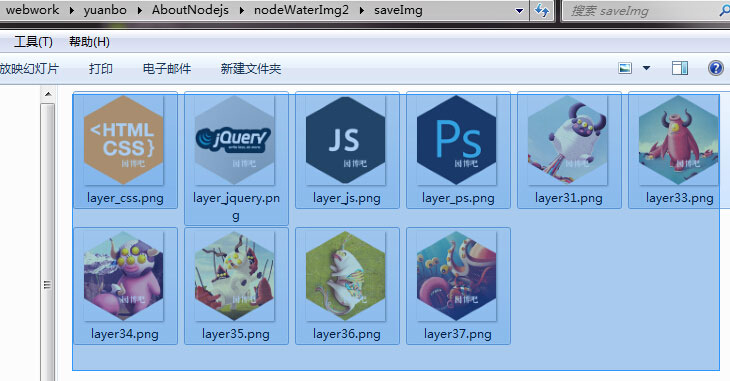 webwork ▸ yuanbo ▸ AboutNodejs ▸ nodeWaterImg2 ▸ saveImg
搜索 saveImg
工具(T) 帮助(H)
放映幻灯片 打印 电子邮件 新建文件夹
<HTML
CSS>
园博吧
jQuery
园博吧
JS
园博吧
Ps
园博吧
园博吧
园博吧
layer_css.png
layer_jquery.pn
g
layer_js.png
layer_ps.png
layer31.png
layer33.png
园博吧
园博吧
园博吧
园博吧
layer34.png
layer35.png
layer36.png
layer37.png